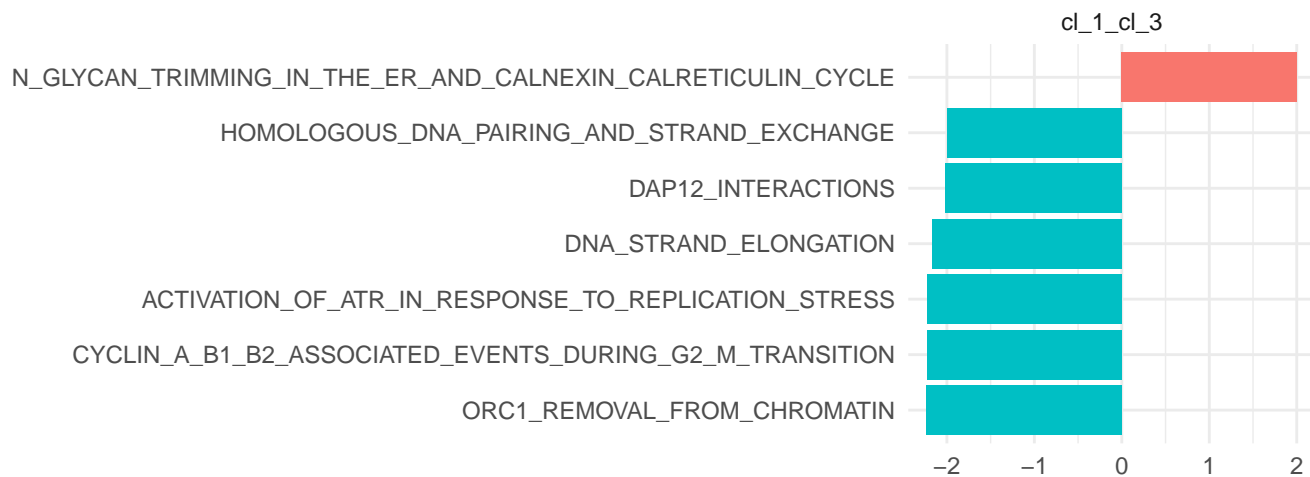 cl_1_cl_3
N_GLYCAN_TRIMMING_IN_THE_ER_AND_CALNEXIN_CALRETICULIN_CYCLE
HOMOLOGOUS_DNA_PAIRING_AND_STRAND_EXCHANGE
DAP12_INTERACTIONS
DNA_STRAND_ELONGATION
ACTIVATION_OF_ATR_IN_RESPONSE_TO_REPLICATION_STRESS
CYCLIN_A_B1_B2_ASSOCIATED_EVENTS_DURING_G2_M_TRANSITION
ORC1_REMOVAL_FROM_CHROMATIN
−2 −1 0 1 2